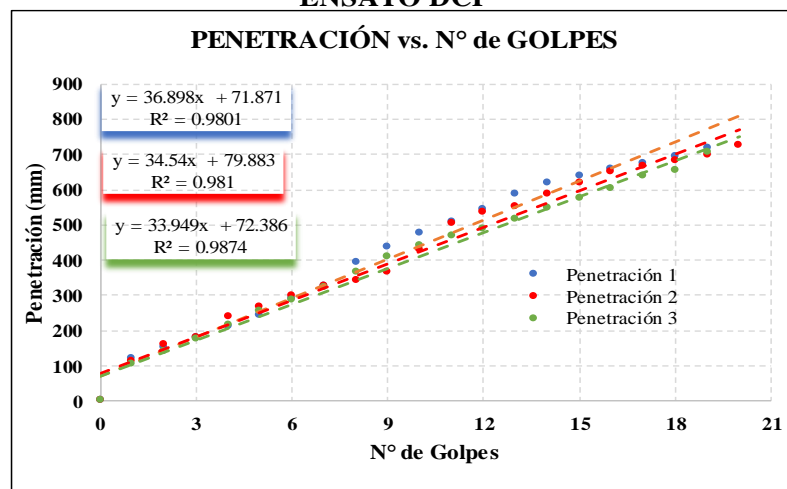 ENSAYO DCP
PENETRACIÓN vs. N° de GOLPES
900
800
700
600
500
400
300
200
100
0
Penetración (mm)
y = 36.898x + 71.871
R² = 0.9801
y = 34.54x + 79.883
R² = 0.981
y = 33.949x + 72.386
R² = 0.9874
Penetración 1
Penetración 2
Penetración 3
0 3 6 9 12 15 18 21
N° de Golpes